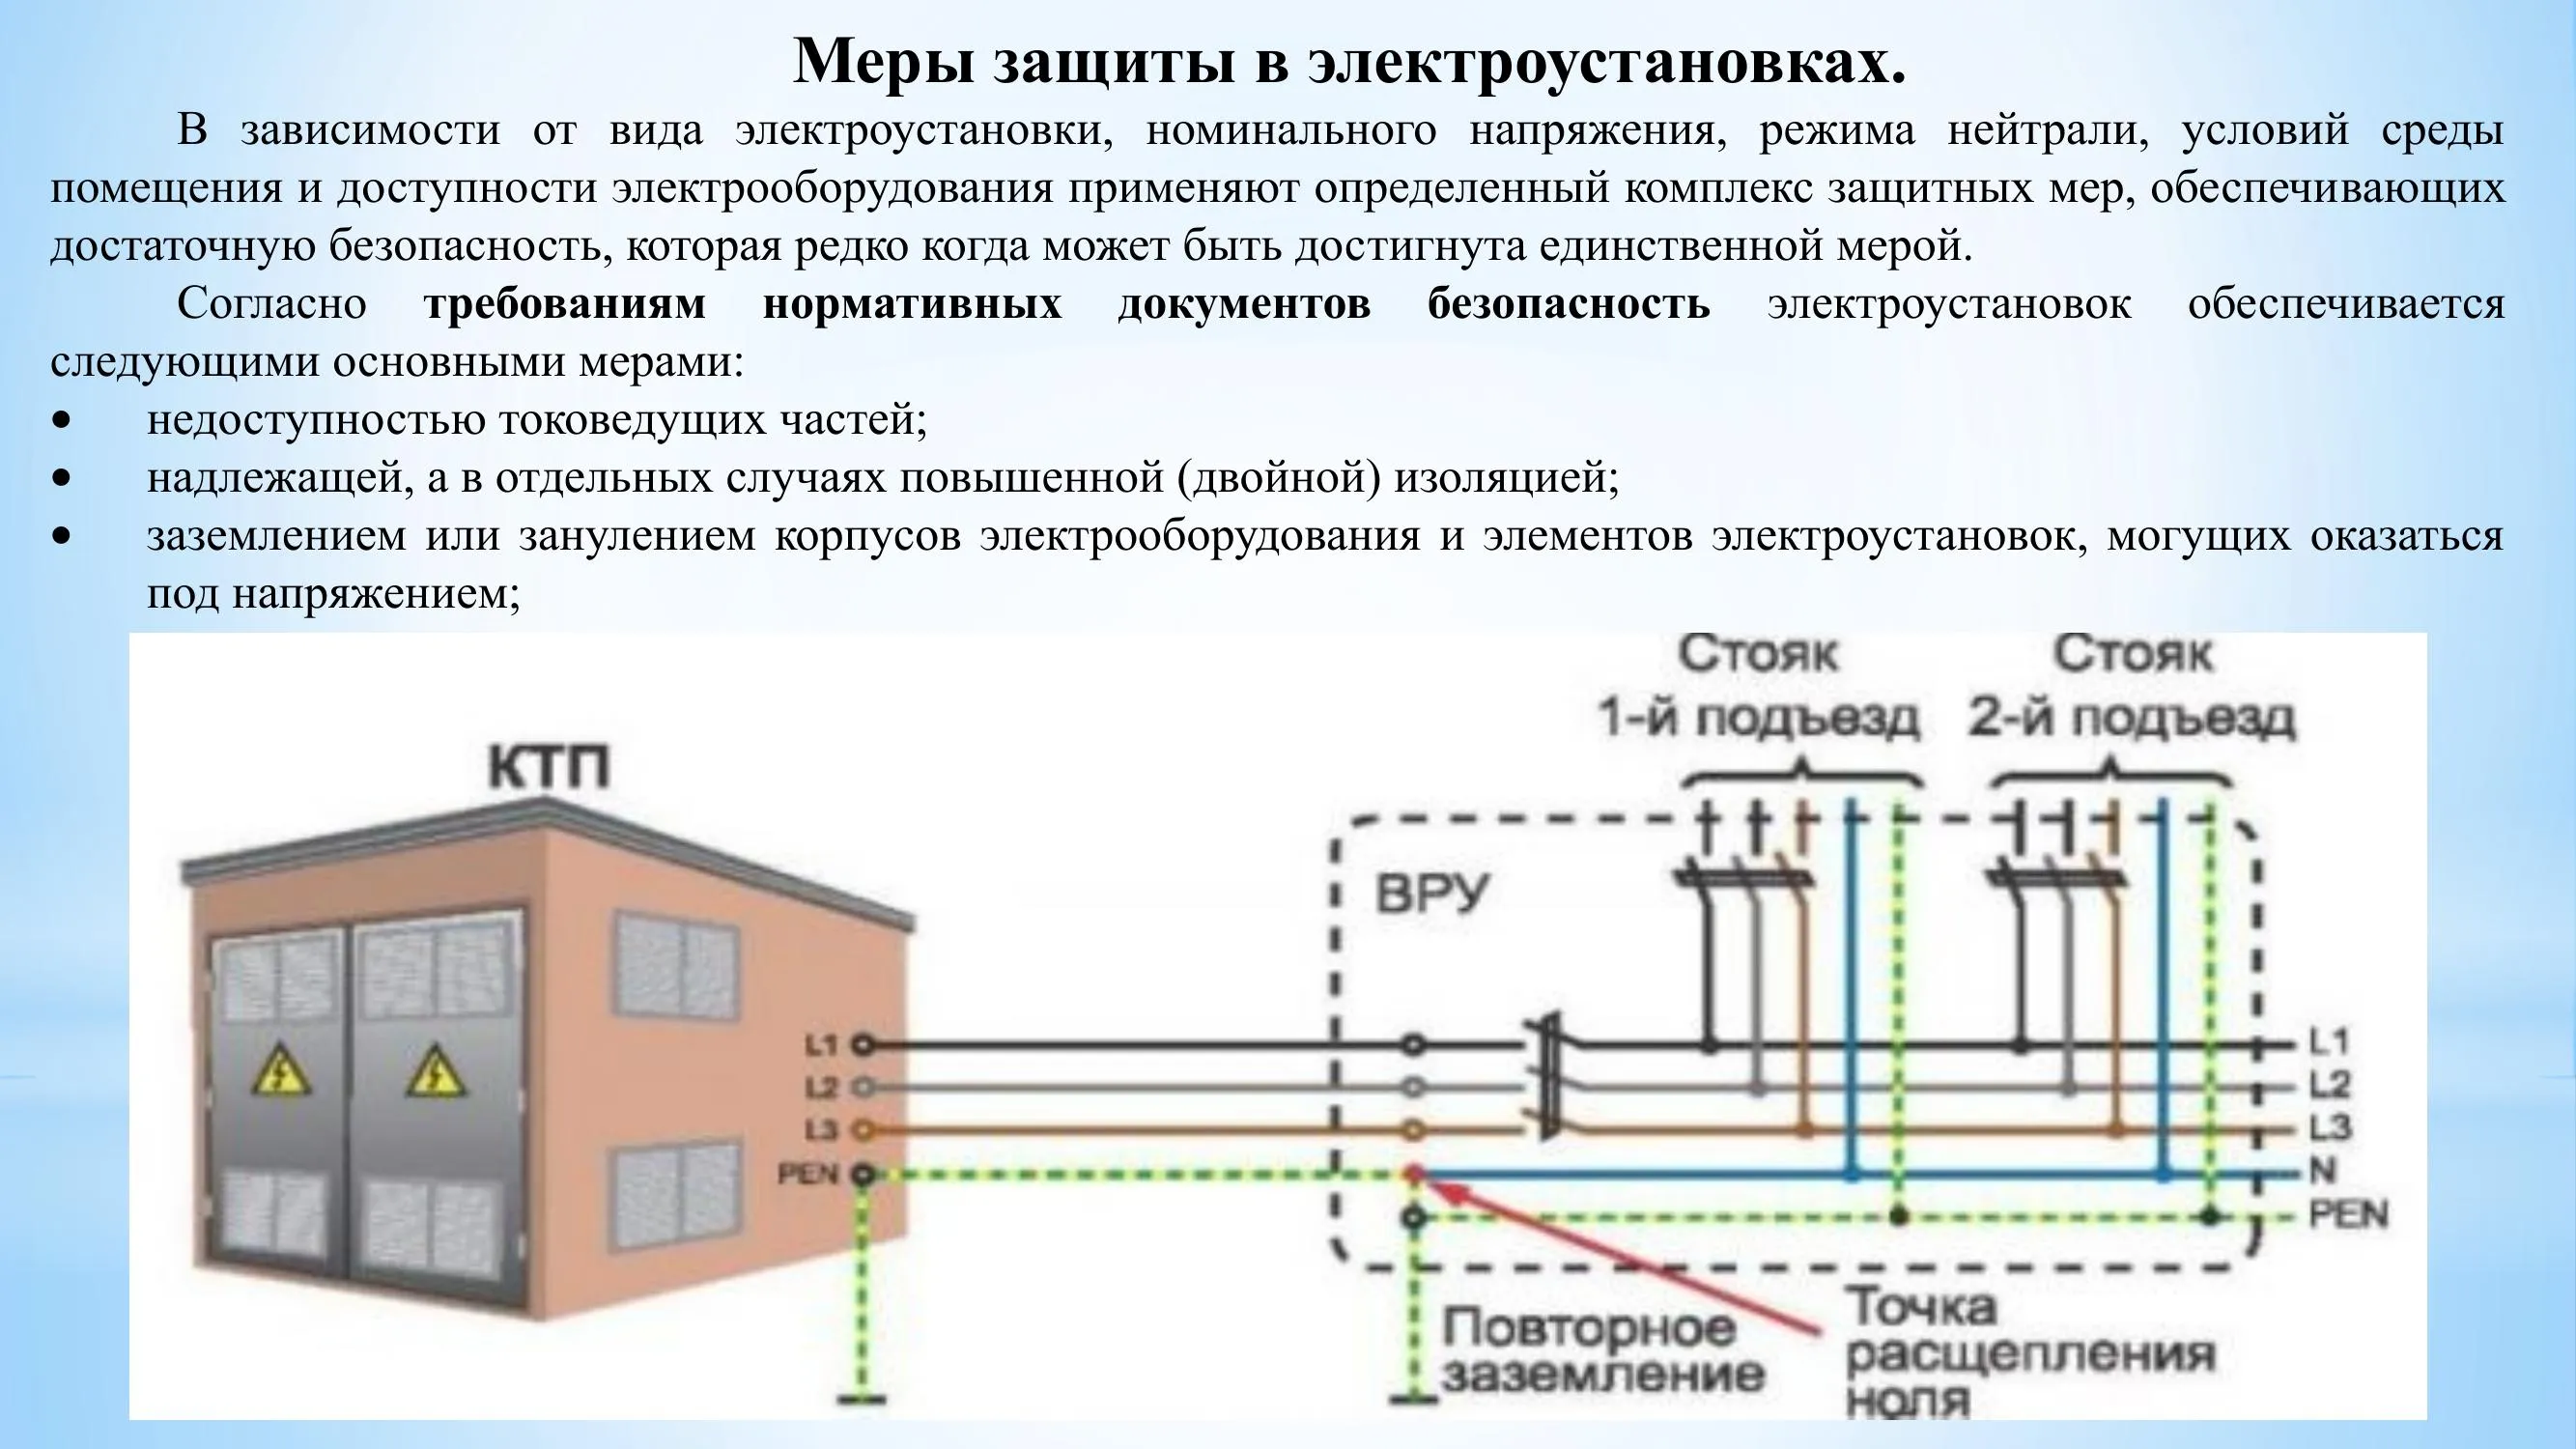 Меры защиты в электроустановках.
В зависимости от вида электроустановки, номинального напряжения, режима нейтрали, условий среды
помещения и доступности электрооборудования применяют определенный комплекс защитных мер, обеспечивающих
достаточную безопасность, которая редко когда может быть достигнута единственной мерой.
Согласно требованиям нормативных документов безопасность электроустановок обеспечивается
следующими основными мерами:
• недоступностью токоведущих частей;
• надлежащей, а в отдельных случаях повышенной (двойной) изоляцией;
• заземлением или занулением корпусов электрооборудования и элементов электроустановок, могущих оказаться
под напряжением;
Стояк
1-й подъезд
Стояк
2-й подъезд
КТП
ВРУ
L1
L2
L3
PEN
L1
L2
L3
N
PEN
Повторное
заземление
Точка
расщепления
ноля